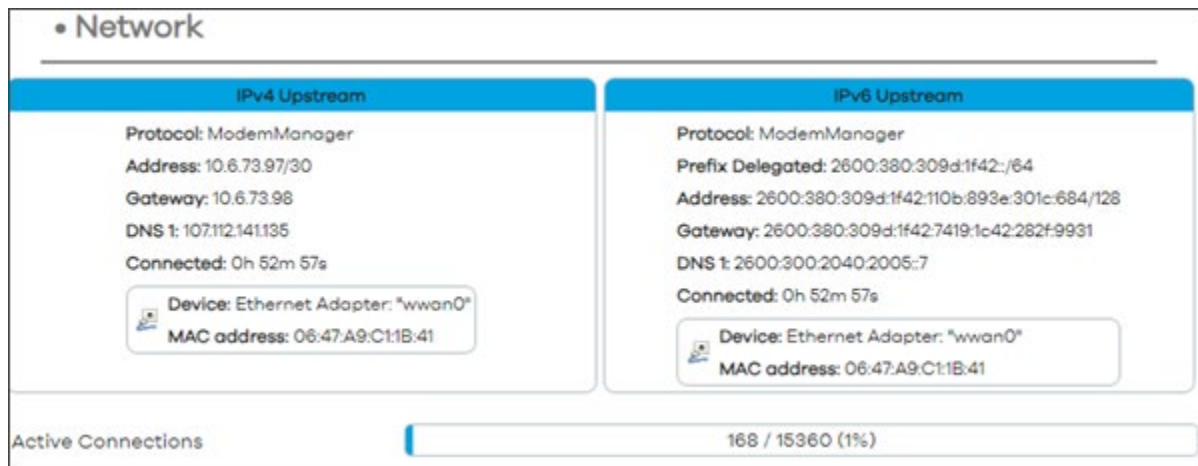 • Network
IPv4 Upstream
Protocol: ModemManager
Address: 10.6.73.97/30
Gateway: 10.6.73.98
DNS 1: 107.112.141.135
Connected: 0h 52m 57s
Device: Ethernet Adapter: "wwan0"
MAC address: 06:47:A9:C1:1B:41
IPv6 Upstream
Protocol: ModemManager
Prefix Delegated: 2600:380:309d:1f42::/64
Address: 2600:380:309d:1f42:110b:893e:301c:684/128
Gateway: 2600:380:309d:1f42:7419:1c42:282f:9931
DNS 1: 2600:300:2040:2005::7
Connected: 0h 52m 57s
Device: Ethernet Adapter: "wwan0"
MAC address: 06:47:A9:C1:1B:41
Active Connections
168 / 15360 (1%)